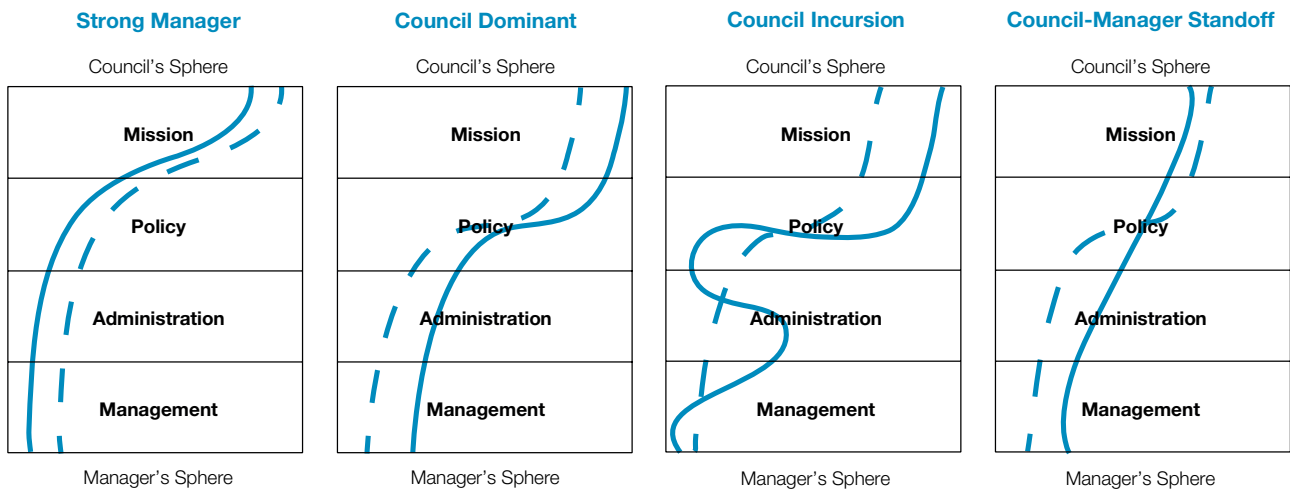 Strong Manager
Council Dominant
Council Incursion
Council-Manager Standoff
Council's Sphere
Council's Sphere
Council's Sphere
Council's Sphere
Mission
Mission
Mission
Mission
Policy
Policy
Policy
Policy
Administration
Administration
Administration
Administration
Management
Management
Management
Management
Manager's Sphere
Manager's Sphere
Manager's Sphere
Manager's Sphere